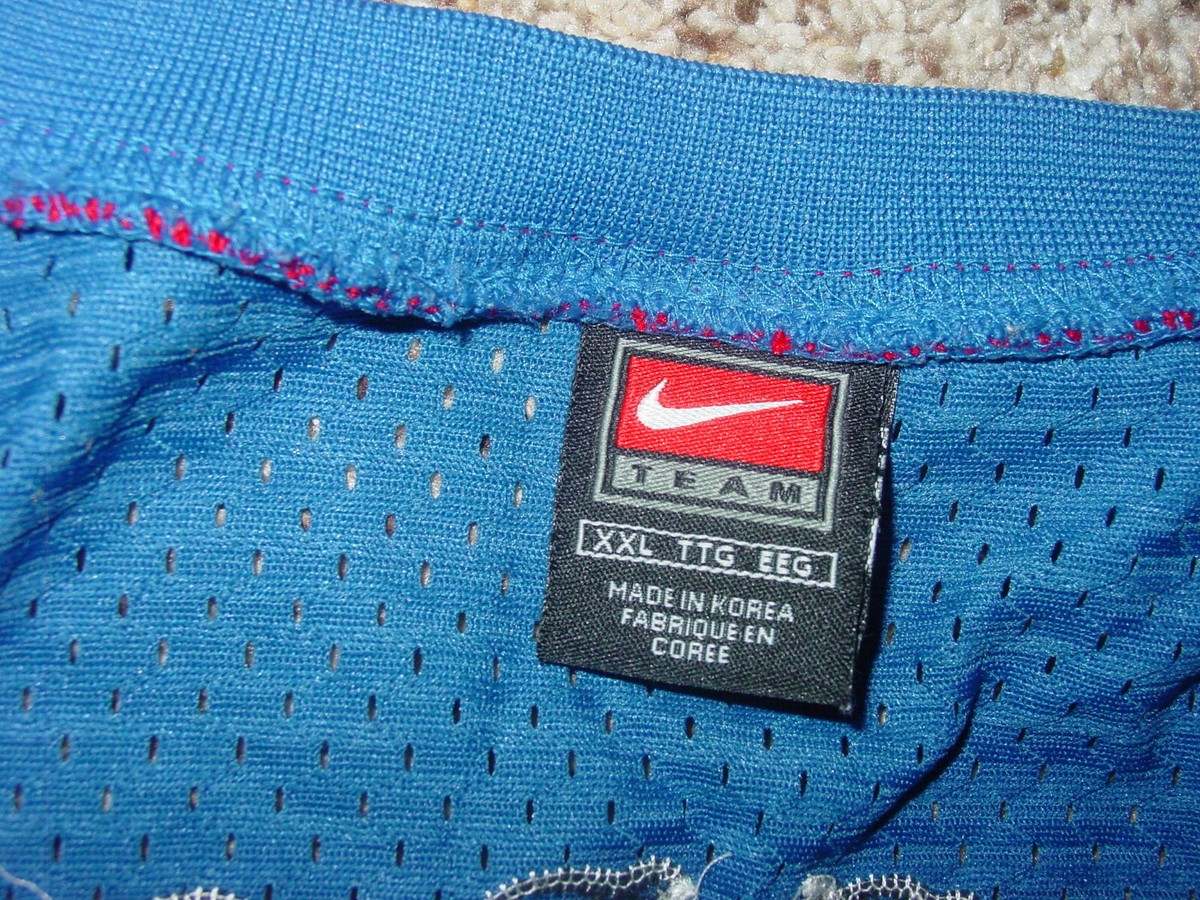 TEAM
XXL TTG EEG
MADE IN KOREA
FABRIQUE EN
COREE